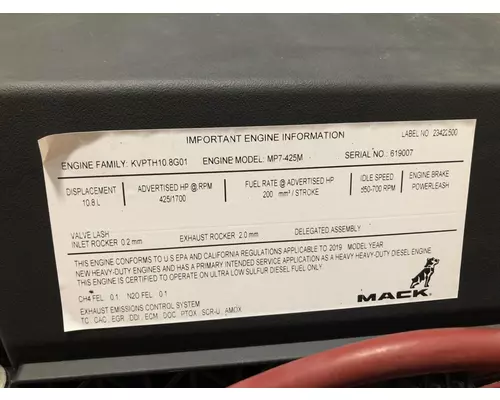 IMPORTANT ENGINE INFORMATION LABEL NO 23422500
ENGINE FAMILY: KVPTH10.8G01 ENGINE MODEL: MP7-425M SERIAL NO : 619007
DISPLACEMENT ADVERTISED HP @ RPM FUEL RATE @ ADVERTISED HP IDLE SPEED ENGINE BRAKE
10.8 L 425/1700 200 mm³ / STROKE 550-700 RPM POWERLEASH
VALVE LASH
INLET ROCKER 0.2 mm EXHAUST ROCKER 2.0 mm DELEGATED ASSEMBLY
THIS ENGINE CONFORMS TO U S EPA AND CALIFORNIA REGULATIONS APPLICABLE TO 2019 MODEL YEAR
NEW HEAVY-DUTY ENGINES AND HAS A PRIMARY INTENDED SERVICE APPLICATION AS A HEAVY HEAVY-DUTY DIESEL ENGINE
THIS ENGINE IS CERTIFIED TO OPERATE ON ULTRA LOW SULFUR DIESEL FUEL ONLY.
CH4 FEL 0.1 N2O FEL 0.1
EXHAUST EMISSIONS CONTROL SYSTEM
TC , CAC , EGR , DDI , ECM , DOC , PTOX , SCR-U , AMOX
MACK